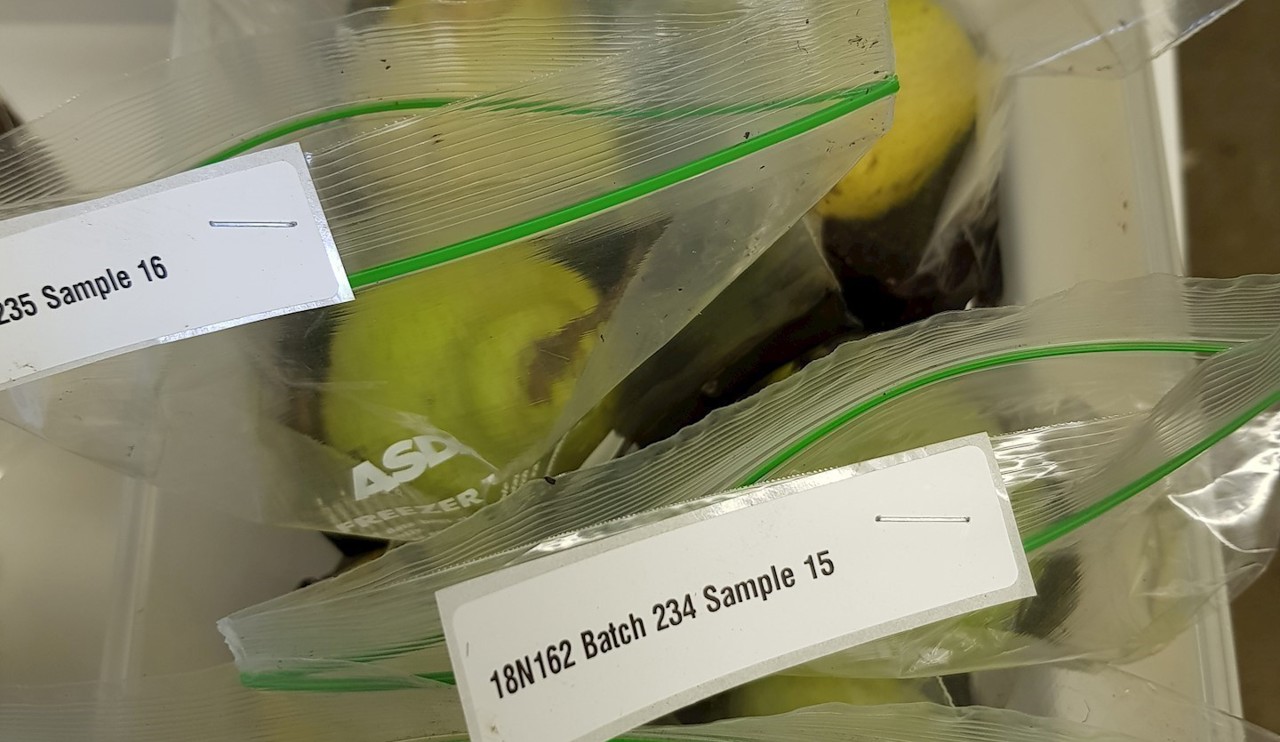 235 Sample 16
ASD
FREEZER
18N162 Batch 234 Sample 15